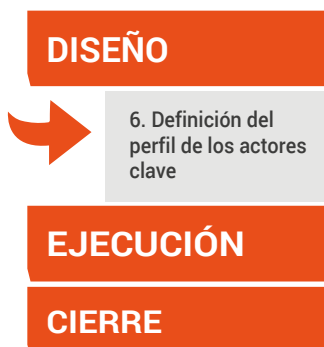 DISEÑO
6. Definición del
perfil de los actores
clave
EJECUCIÓN
CIERRE